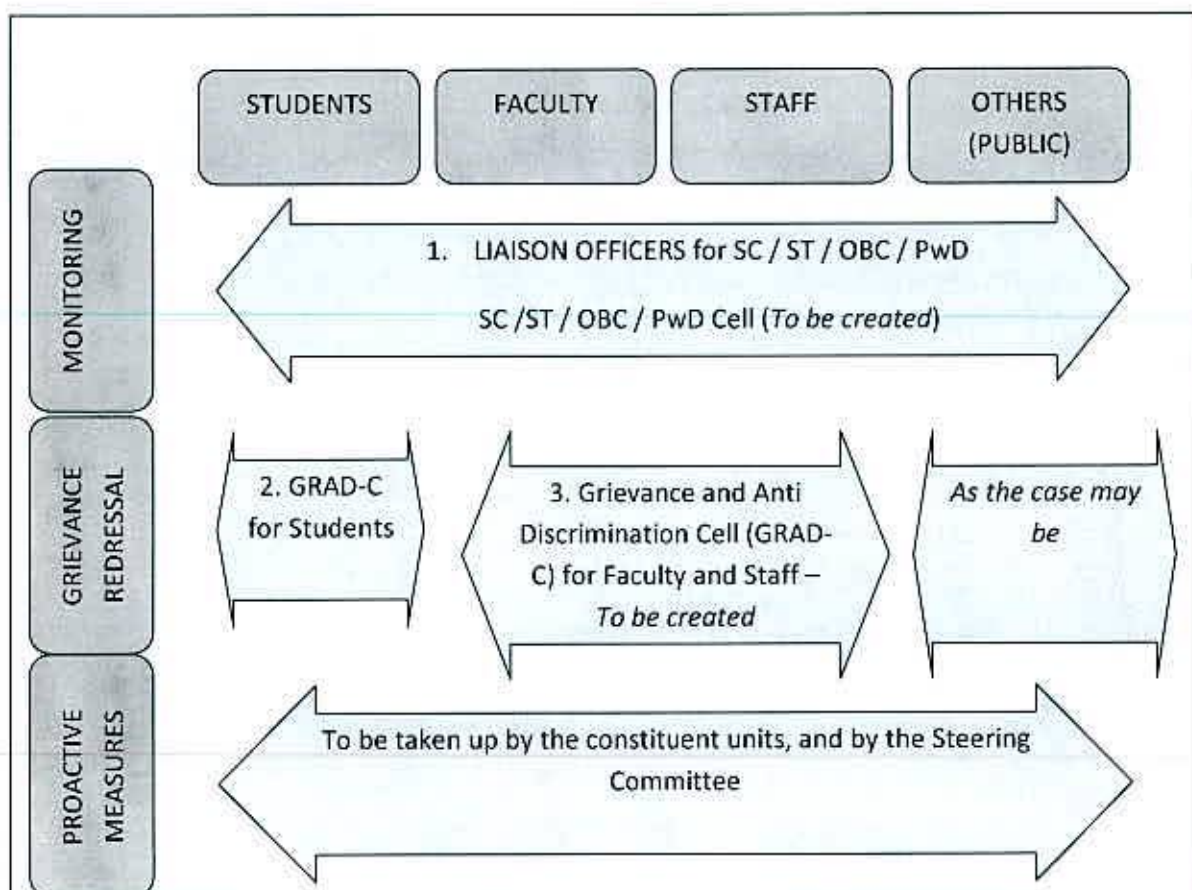 STUDENTS
FACULTY
STAFF
OTHERS
(PUBLIC)
MONITORING
1. LIAISON OFFICERS for SC / ST / OBC / PwD
SC /ST / OBC / PwD Cell (To be created)
GRIEVANCE
REDRESSAL
2. GRAD-C
for Students
3. Grievance and Anti
Discrimination Cell (GRAD-
C) for Faculty and Staff –
To be created
As the case may
be
PROACTIVE
MEASURES
To be taken up by the constituent units, and by the Steering
Committee